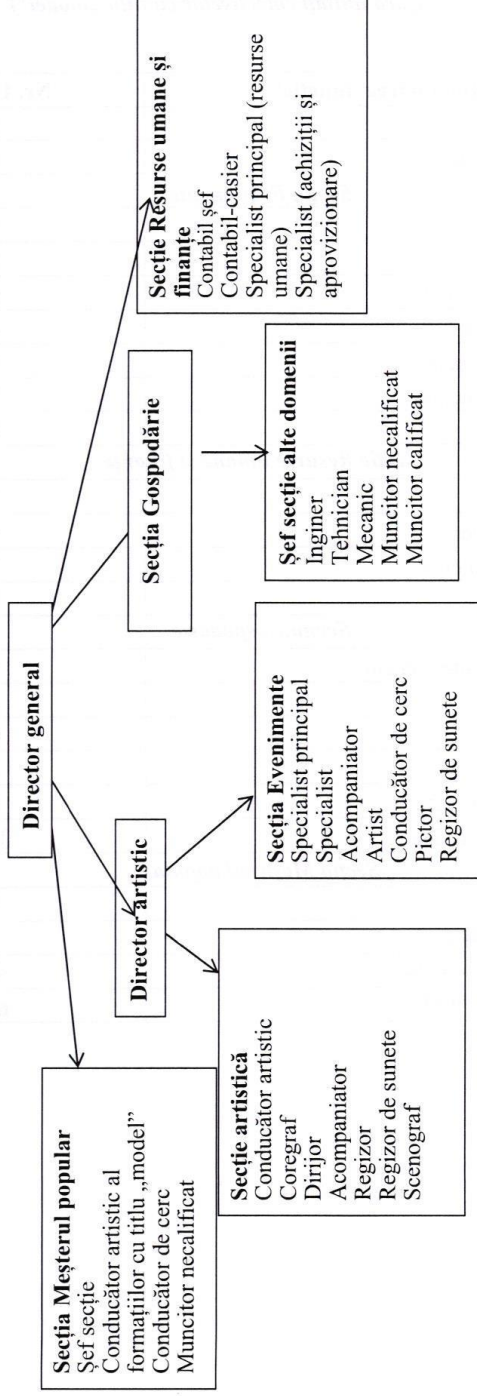 Director general
Secția Meșterul popular
Șef secție
Conducător artistic al
formațiilor cu titlu „model”
Conducător de cerc
Muncitor necalificat
Director artistic
Secție artistică
Conducător artistic
Coregraf
Dirijor
Acompaniator
Regizor
Regizor de sunete
Scenograf
Secția Evenimente
Specialist principal
Specialist
Acompaniator
Artist
Conducător de cerc
Pictor
Regizor de sunete
Secția Gospodărie
Șef secție alte domenii
Inginer
Tehnician
Mecanic
Muncitor necalificat
Muncitor calificat
Secție Resurse umane și
finanțe
Contabil șef
Contabil-casier
Specialist principal (resurse
umane)
Specialist (achiziții și
aprovizionare)